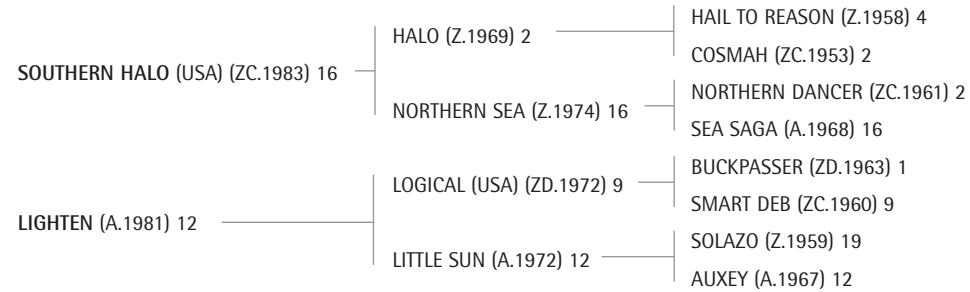 SOUTHERN HALO (USA) (ZC.1983) 16
HALO (Z.1969) 2
HAIL TO REASON (Z.1958) 4
COSMAH (ZC.1953) 2
NORTHERN SEA (Z.1974) 16
NORTHERN DANCER (ZC.1961) 2
SEA SAGA (A.1968) 16
LIGHTEN (A.1981) 12
LOGICAL (USA) (ZD.1972) 9
BUCKPASSER (ZD.1963) 1
SMART DEB (ZC.1960) 9
LITTLE SUN (A.1972) 12
SOLAZO (Z.1959) 19
AUXEY (A.1967) 12